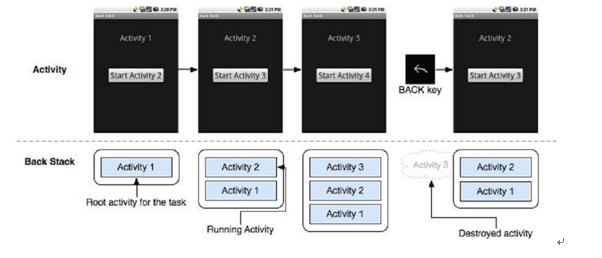 3:20 PM
3:21 PM
3:21 PM
3:21 PM
Back Stack
Back Stack
Back Stack
Back Stack
Activity 1
Activity 2
Activity 3
Activity 2
Activity
Start Activity 2
Start Activity 3
Start Activity 4
BACK key
Start Activity 3
Back Stack
Activity 1
Root activity for the task
Activity 2
Activity 1
Running Activity
Activity 3
Activity 2
Activity 1
Activity 3
Activity 2
Activity 1
Destroyed activity